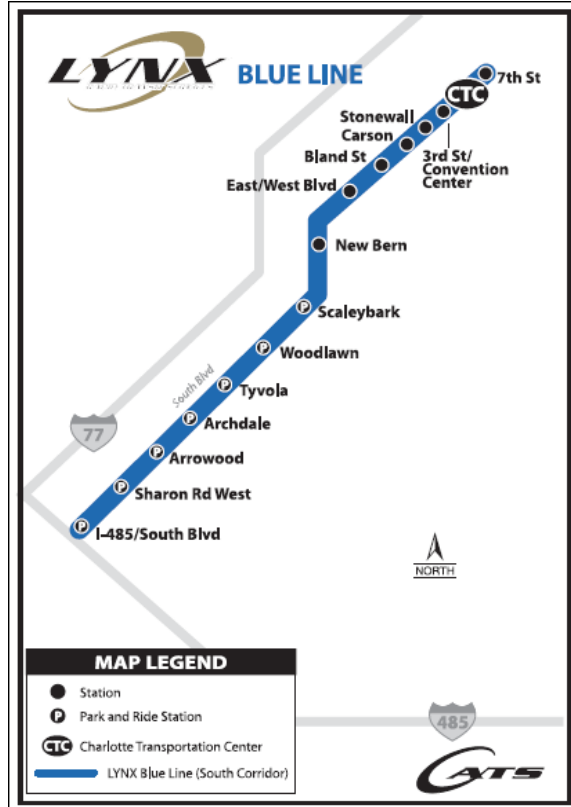 LYNX
BLUE LINE
7th St
CTC
Stonewall
Carson
3rd St/
Convention
Center
Bland St
East/West Blvd
New Bern
P
Scaleybark
P
Woodlawn
South Blvd
P
Tyvola
P
Archdale
77
P
Arrowood
P
Sharon Rd West
P
I-485/South Blvd
NORTH
MAP LEGEND
Station
P
Park and Ride Station
CTC
Charlotte Transportation Center
LYNX Blue Line (South Corridor)
485
CATS